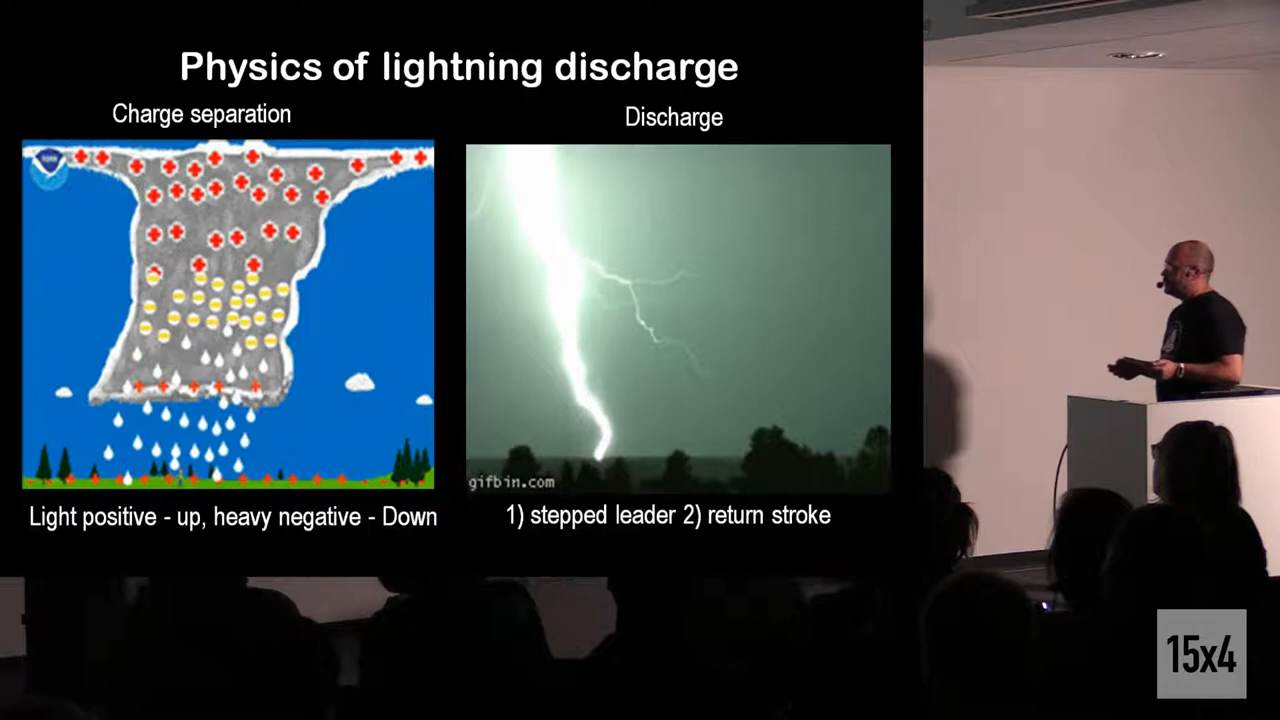 Physics of lightning discharge
Charge separation
Discharge
gifbin.com
Light positive - up, heavy negative - Down
1) stepped leader 2) return stroke
15x4